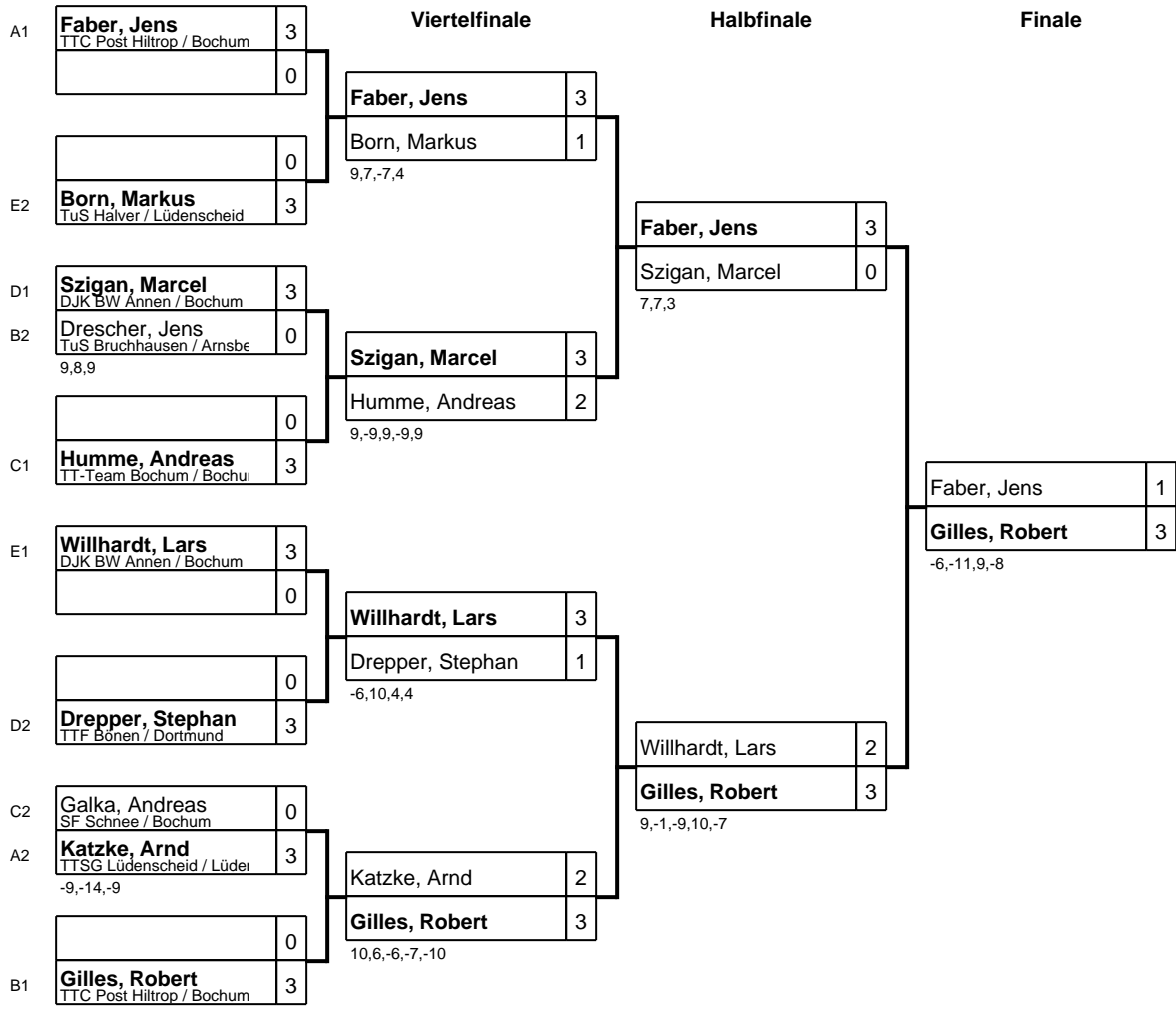 Viertelfinale
Halbfinale
Finale
A1
Faber, Jens
TTC Post Hiltrop / Bochum
3
0
0
E2
Born, Markus
TuS Halver / Lüdenscheid
3
D1
Szigan, Marcel
DJK BW Annen / Bochum
3
B2
Drescher, Jens
TuS Bruchhausen / Arnsbe
0
9,8,9
0
C1
Humme, Andreas
TT-Team Bochum / Bochu
3
E1
Willhardt, Lars
DJK BW Annen / Bochum
3
0
0
D2
Drepper, Stephan
TTF Bönen / Dortmund
3
C2
Galka, Andreas
SF Schnee / Bochum
0
A2
Katzke, Arnd
TTSG Lüdenscheid / Lüde
3
-9,-14,-9
0
B1
Gilles, Robert
TTC Post Hiltrop / Bochum
3
Faber, Jens 3
Born, Markus 1
9,7,-7,4
Szigan, Marcel 3
Humme, Andreas 2
9,-9,9,-9,9
Willhardt, Lars 3
Drepper, Stephan 1
-6,10,4,4
Katzke, Arnd 2
Gilles, Robert 3
10,6,-6,-7,-10
Faber, Jens 3
Szigan, Marcel 0
7,7,3
Willhardt, Lars 2
Gilles, Robert 3
9,-1,-9,10,-7
Faber, Jens 1
Gilles, Robert 3
-6,-11,9,-8